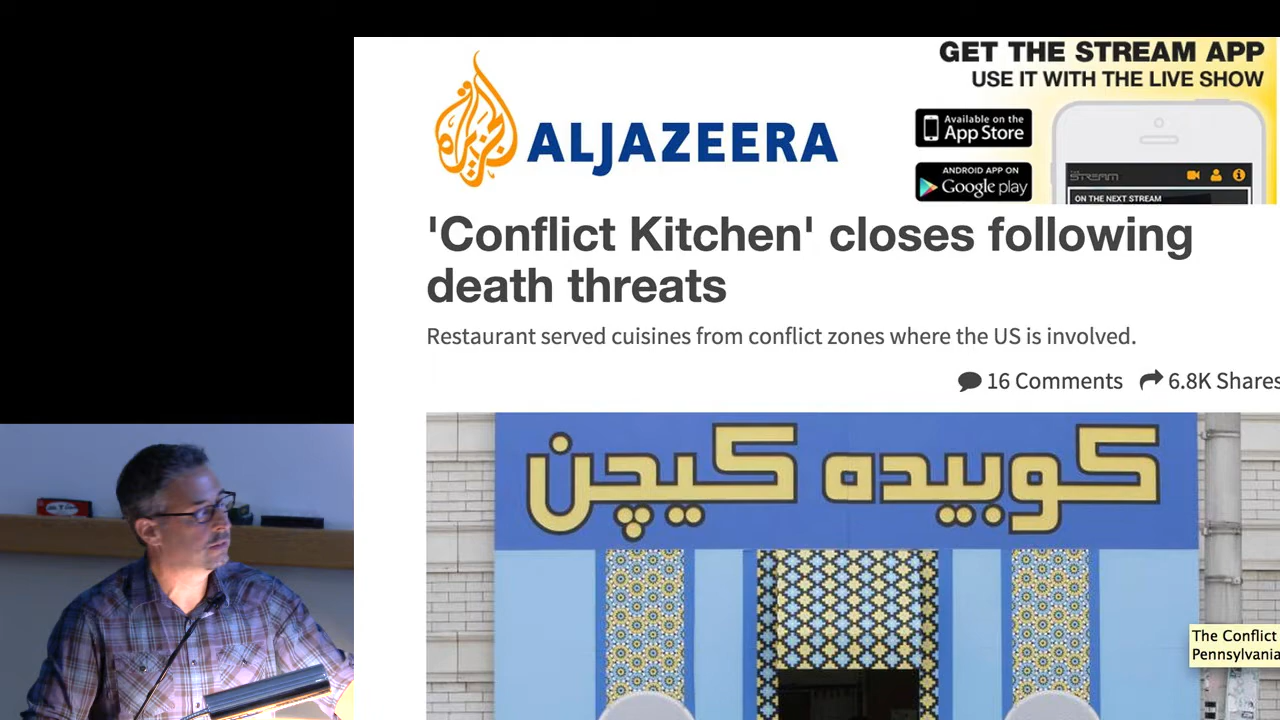 GET THE STREAM APP
USE IT WITH THE LIVE SHOW
ALJAZEERA
Available on the
App Store
ANDROID APP ON
Google play
THE STREAM
ON THE NEXT STREAM
'Conflict Kitchen' closes following
death threats
Restaurant served cuisines from conflict zones where the US is involved.
16 Comments
6.8K Shares
کوبیده کیچن
The Conflict
Pennsylvania